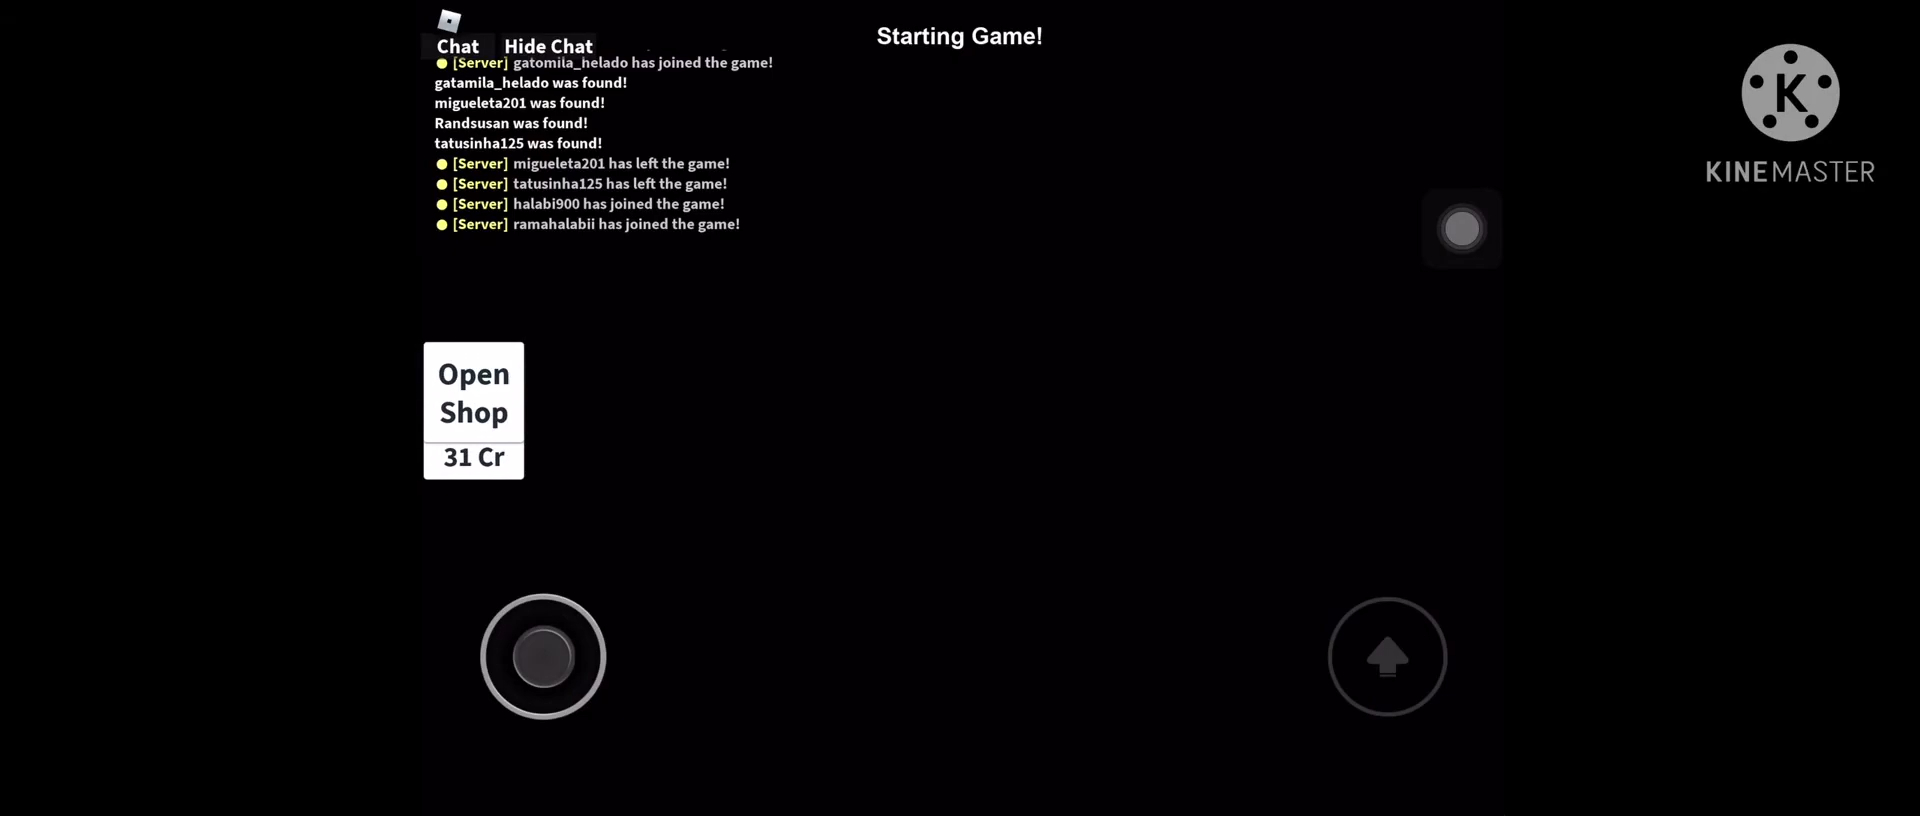 Starting Game!
Chat Hide Chat
[Server] gatomila_helado has joined the game!
gatamila_helado was found!
migueleta201 was found!
Randsusan was found!
tatusinha125 was found!
[Server] migueleta201 has left the game!
[Server] tatusinha125 has left the game!
[Server] halabi900 has joined the game!
[Server] ramahalabii has joined the game!
Open
Shop
31 Cr
K
KINEMASTER